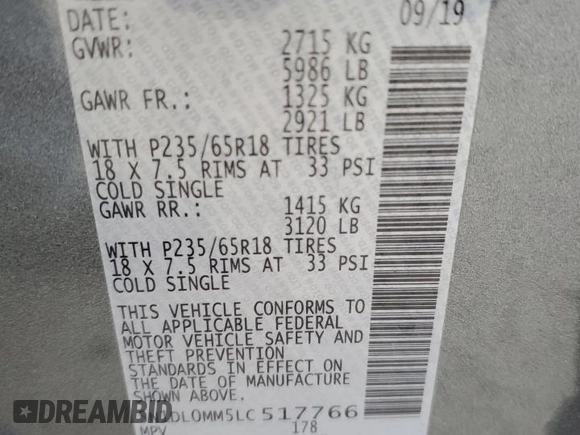 DATE: 09/19
GVWR: 2715 KG
5986 LB
GAWR FR.: 1325 KG
2921 LB
WITH P235/65R18 TIRES
18 X 7.5 RIMS AT 33 PSI
COLD SINGLE
GAWR RR.: 1415 KG
3120 LB
WITH P235/65R18 TIRES
18 X 7.5 RIMS AT 33 PSI
COLD SINGLE
THIS VEHICLE CONFORMS TO
ALL APPLICABLE FEDERAL
MOTOR VEHICLE SAFETY AND
THEFT PREVENTION
STANDARDS IN EFFECT ON
THE DATE OF MANUFACTURE
SHOWN ABOVE.
DL0MM5LC517766
MPV 178
DREAMBID